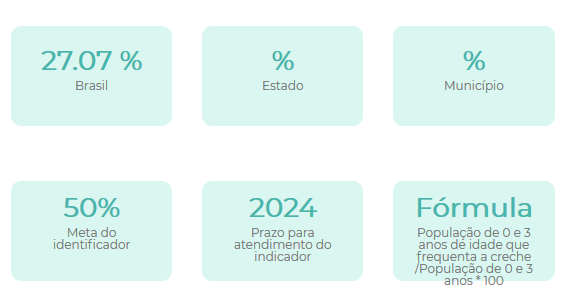 27.07 %
Brasil
%
Estado
%
Município
50%
Meta do
identificador
2024
Prazo para
atendimento do
indicador
Fórmula
População de 0 e 3
anos de idade que
frequenta a creche
/População de 0 e 3
anos * 100